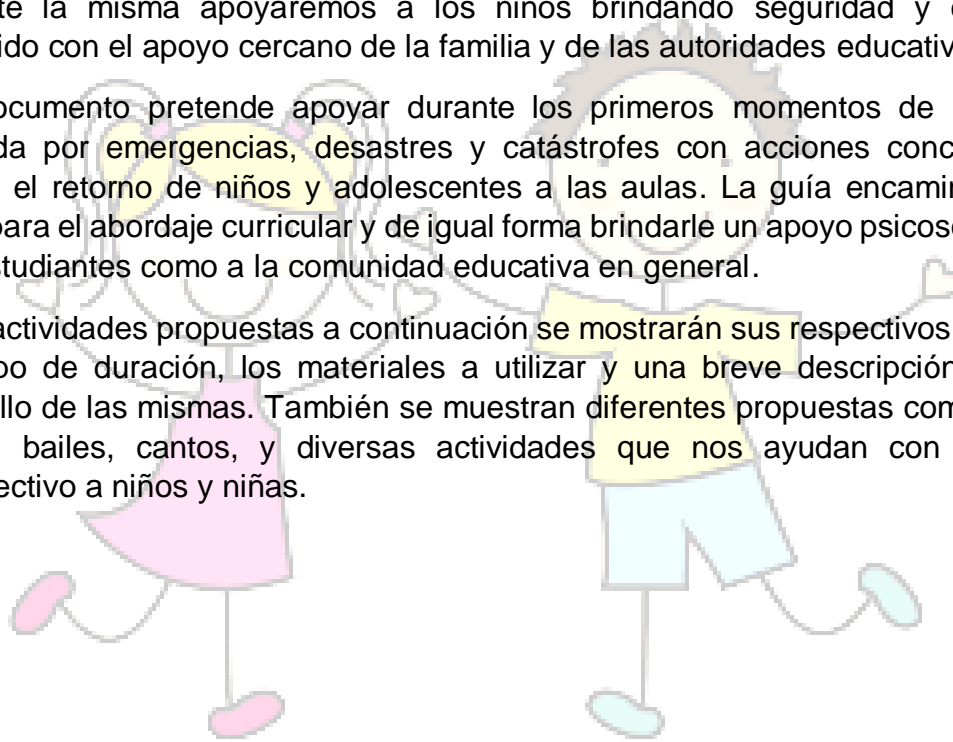 te la misma apoyaremos a los niños brindando seguridad y
ido con el apoyo cercano de la familia y de las autoridades educativ
ocumento pretende apoyar durante los primeros momentos de
da por emergencias, desastres y catástrofes con acciones conc
el retorno de niños y adolescentes a las aulas. La guía encami
para el abordaje curricular y de igual forma brindarle un apoyo psicos
studiantes como a la comunidad educativa en general.
actividades propuestas a continuación se mostrarán sus respectivos
po de duración, los materiales a utilizar y una breve descripción
llo de las mismas. También se muestran diferentes propuestas com
bailes, cantos, y diversas actividades que nos ayudan con
ectivo a niños y niñas.